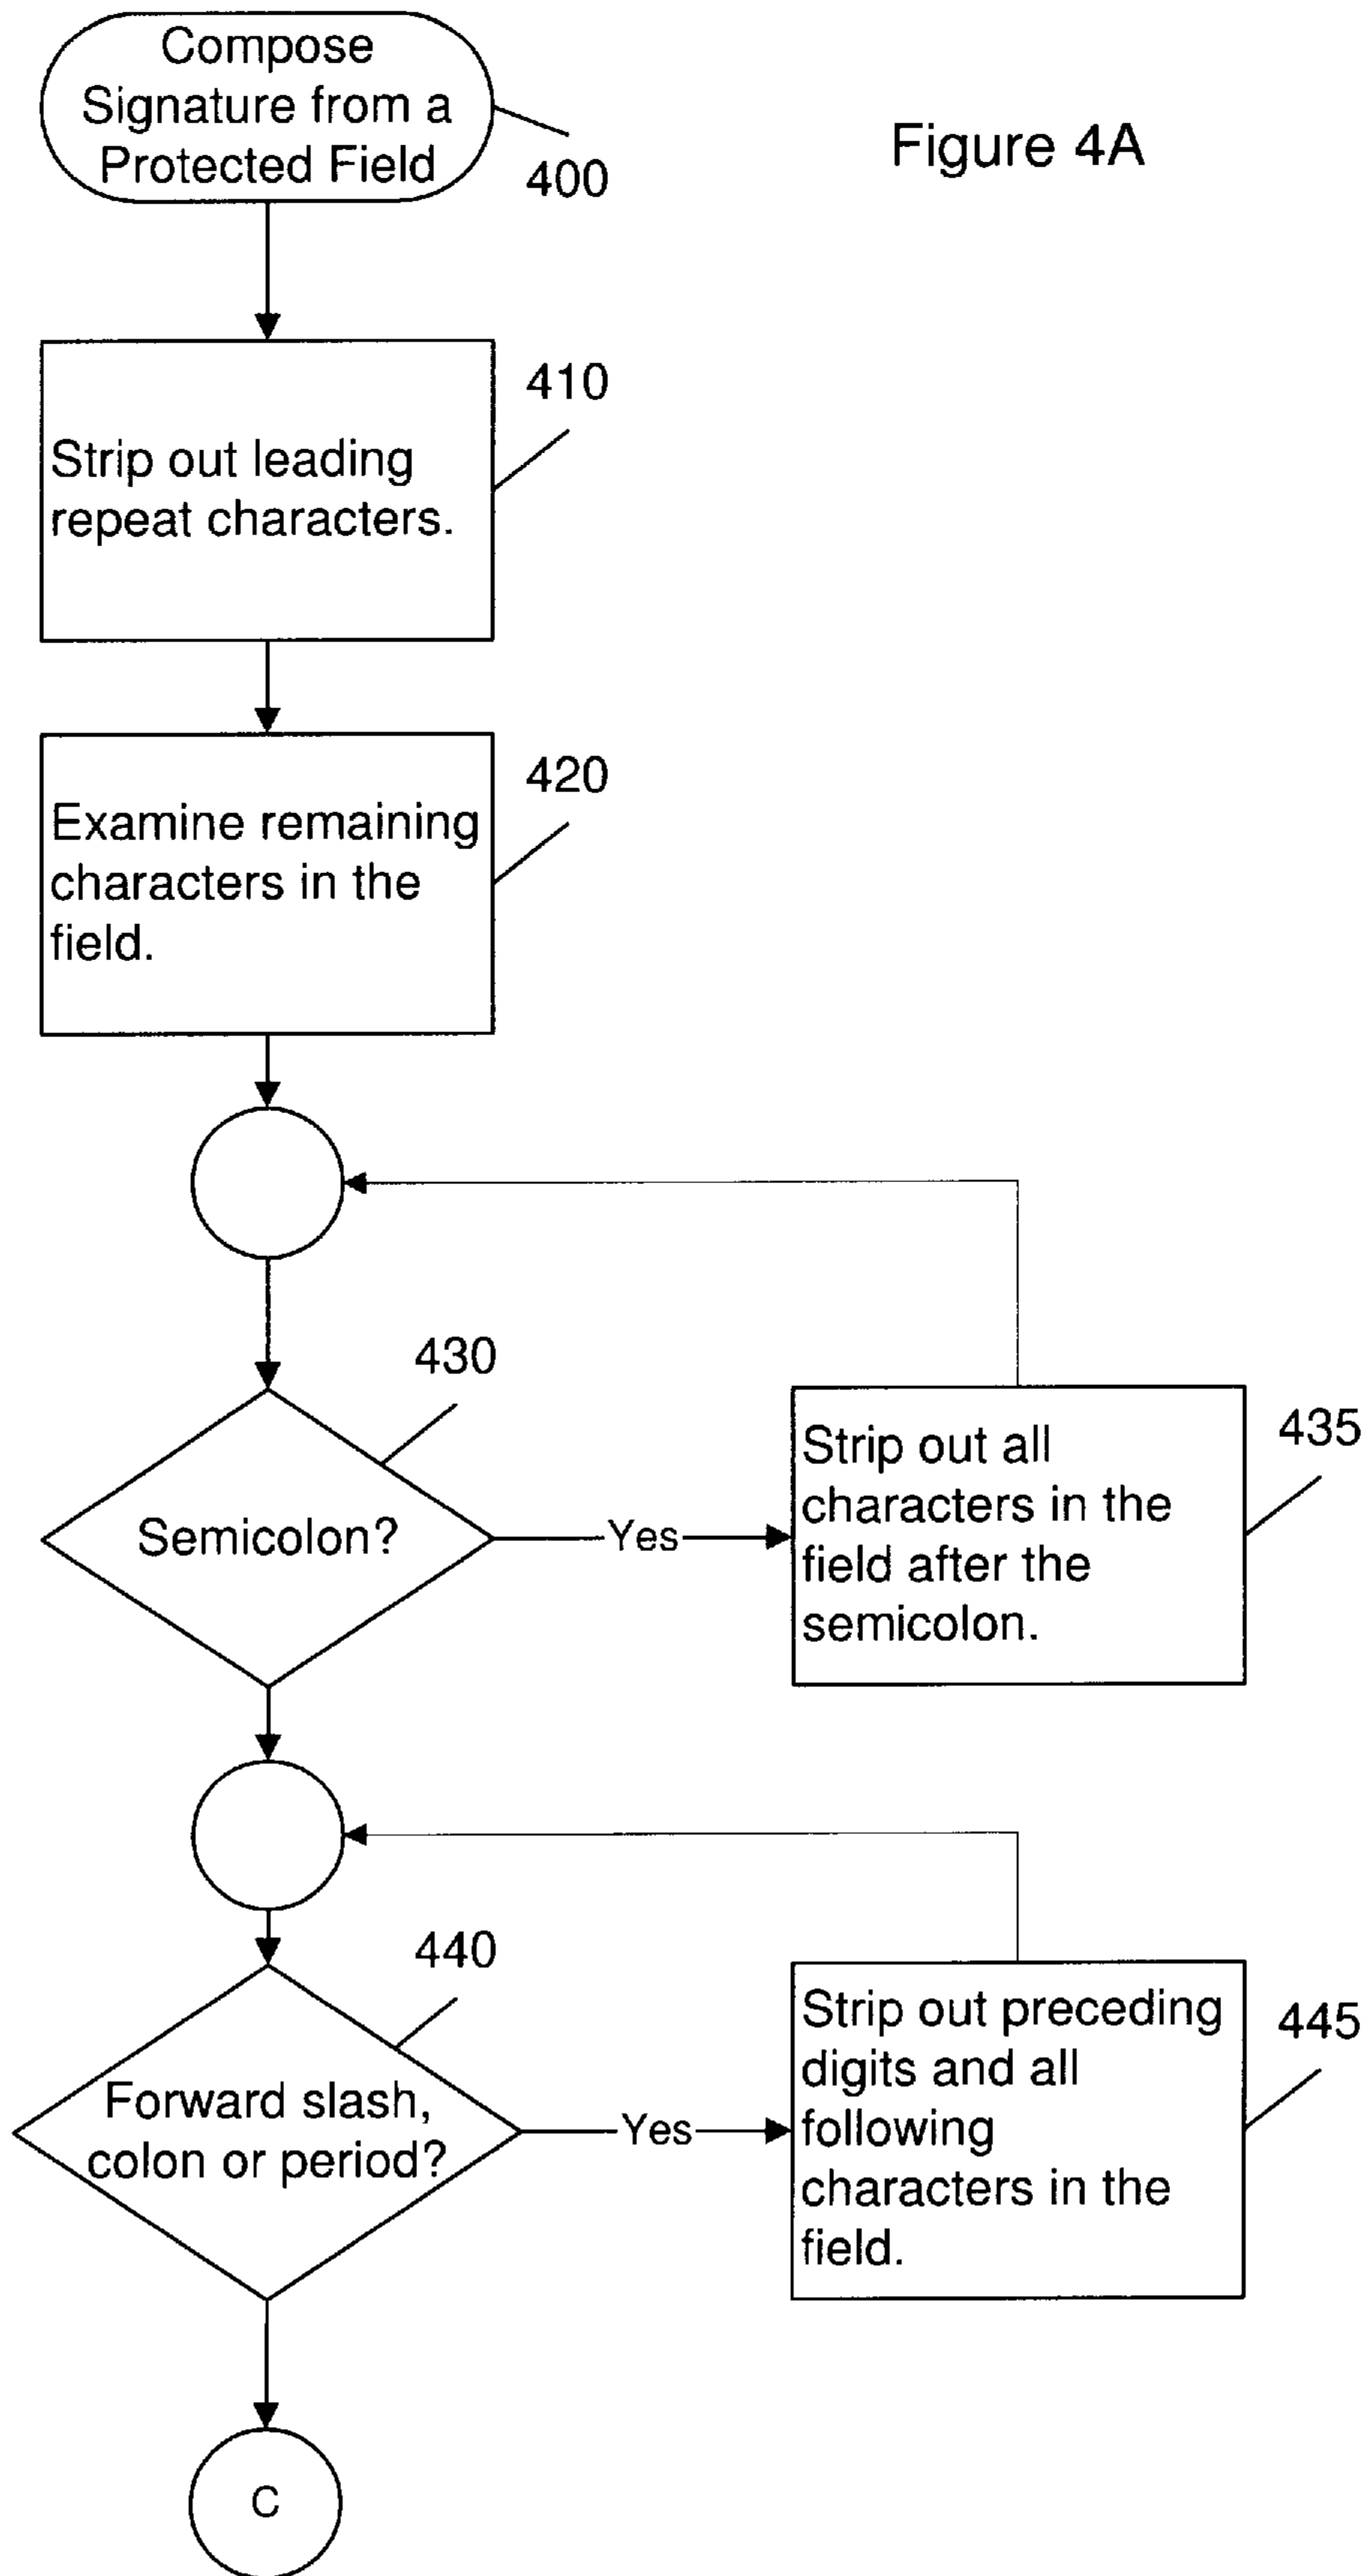 Compose
Signature from a
Protected Field
400
Figure 4A
410
Strip out leading
repeat characters.
420
Examine remaining
characters in the
field.
430
Semicolon?
Yes
435
Strip out all
characters in the
field after the
semicolon.
440
Forward slash,
colon or period?
Yes
445
Strip out preceding
digits and all
following
characters in the
field.
C